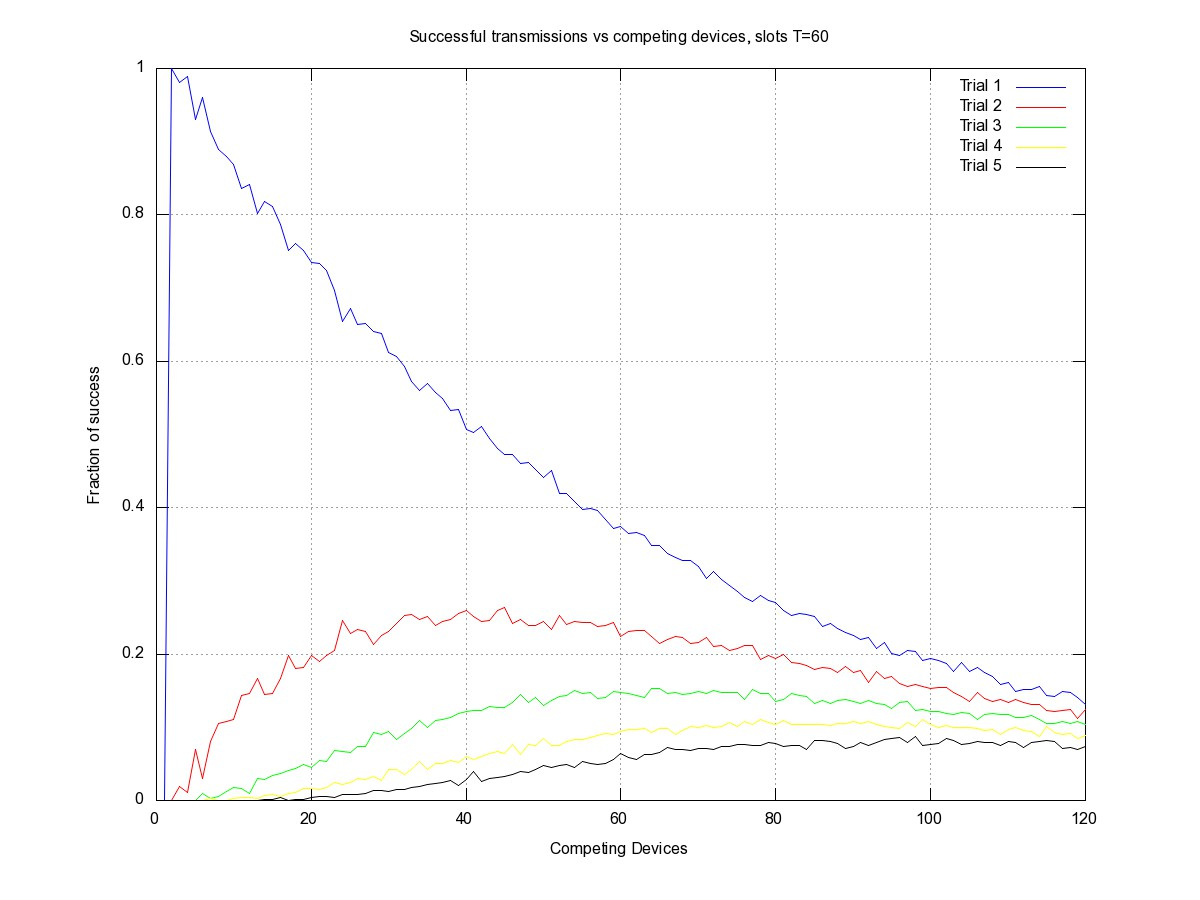 Successful transmissions vs competing devices, slots T=60
1
0.8
0.6
0.4
0.2
0
Fraction of success
Trial 1
Trial 2
Trial 3
Trial 4
Trial 5
0 20 40 60 80 100 120
Competing Devices